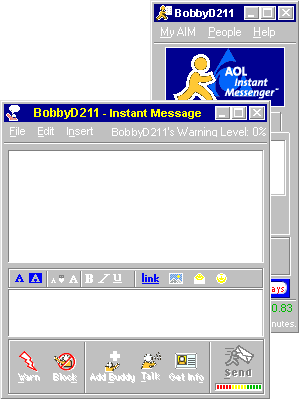 BobbyD211
My AIM People Help
AOL
Instant
Messenger™
BobbyD211 - Instant Message
File Edit Insert BobbyD211's Warning Level: 0%
A A A A A B I U link
ays
0.83
nutes.
Warn Block Add Buddy Talk Get Info Send